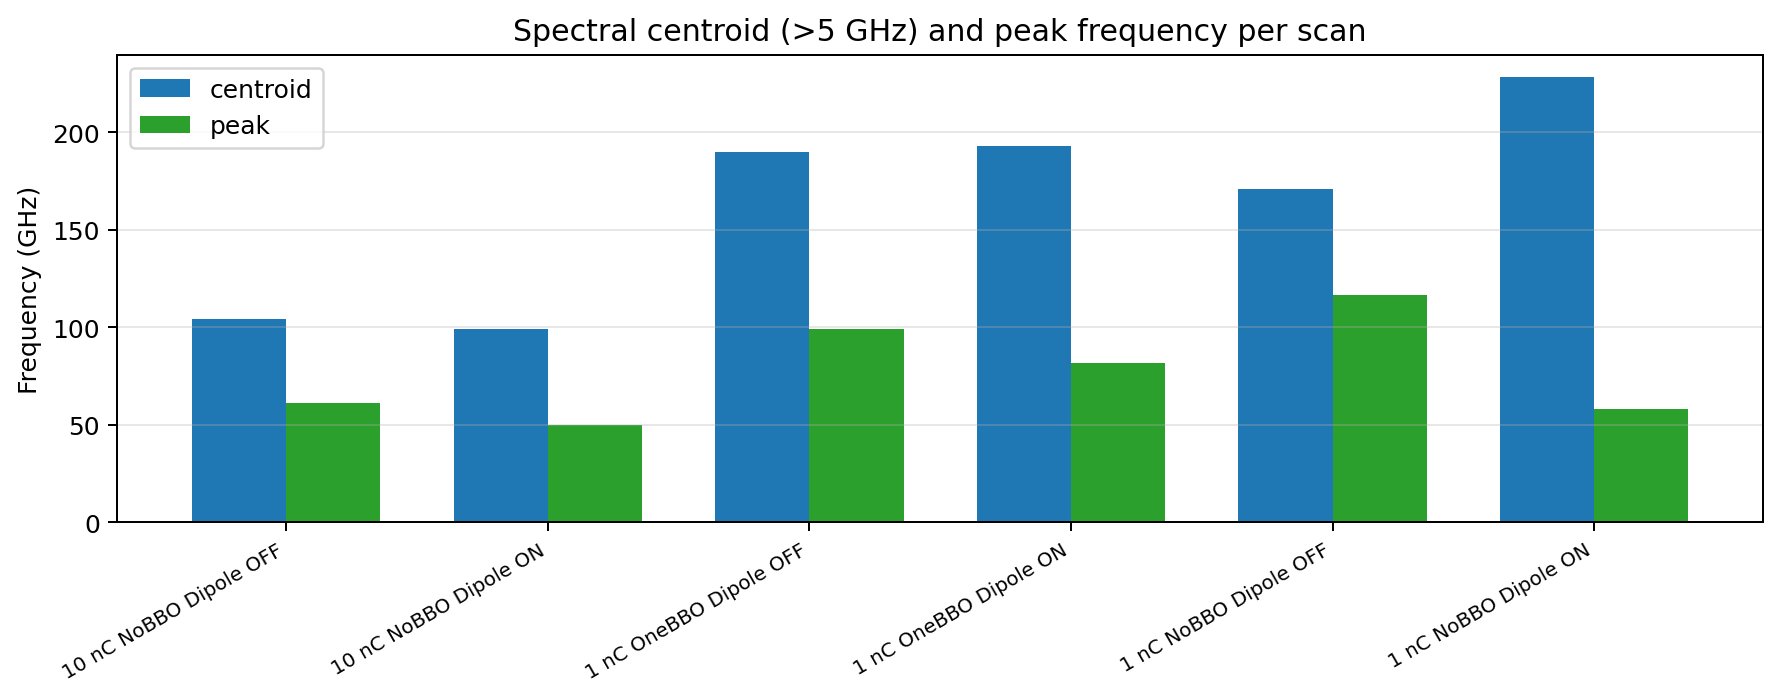 Spectral centroid (>5 GHz) and peak frequency per scan
centroid
peak
Frequency (GHz)
200
150
100
50
0
10 nC NoBBO Dipole OFF
10 nC NoBBO Dipole ON
1 nC OneBBO Dipole OFF
1 nC OneBBO Dipole ON
1 nC NoBBO Dipole OFF
1 nC NoBBO Dipole ON